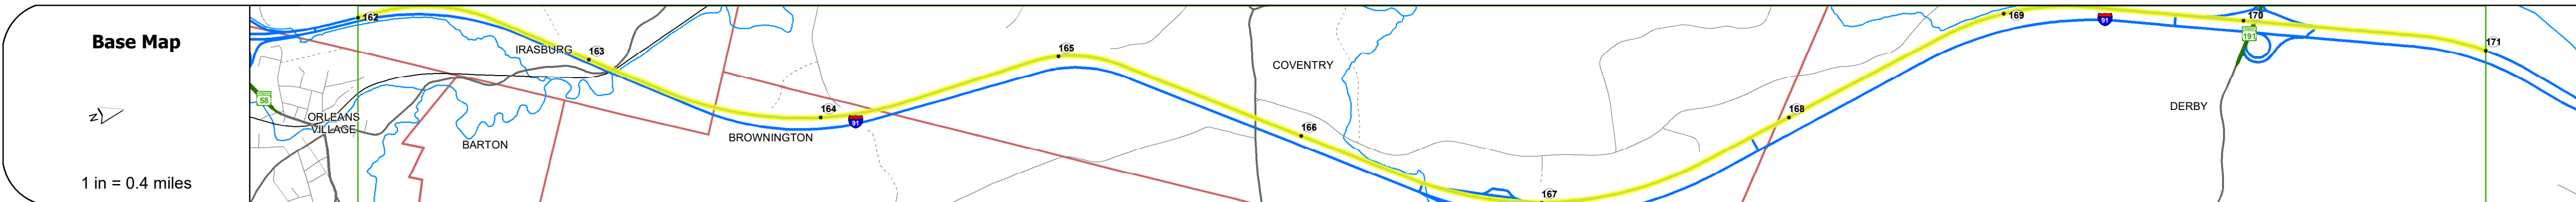 Base Map
N
1 in = 0.4 miles
58
ORLEANS
VILLAGE
162
IRASBURG
163
BARTON
BROWNINGTON
164
91
165
COVENTRY
166
167
168
169
91
170
191
DERBY
171